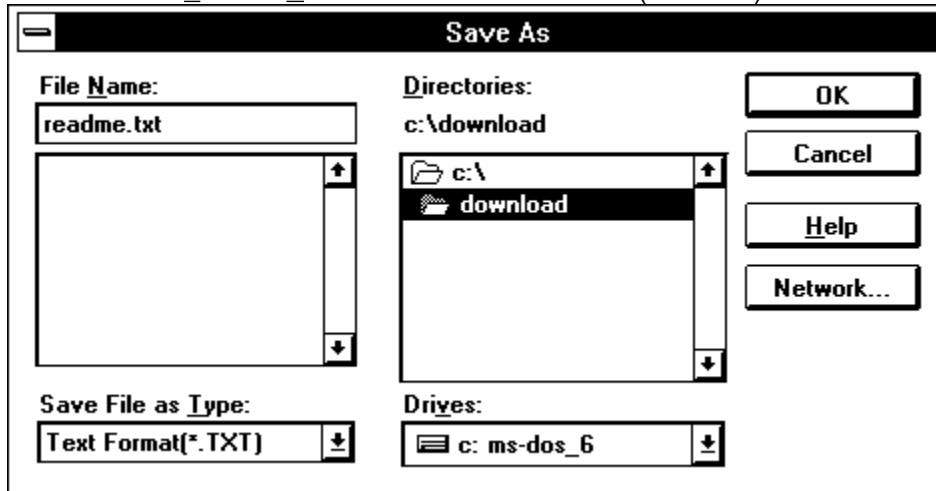 Save As
File Name:
readme.txt
Directories:
c:\download
c:\
download
OK
Cancel
Help
Network...
Save File as Type:
Text Format(*.TXT)
Drives:
c: ms-dos_6